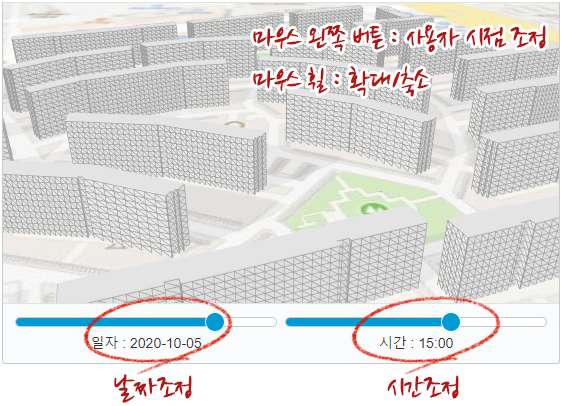 마우스 왼쪽 버튼 : 사용자 시점 조정
마우스 휠 : 확대/축소
일자 : 2020-10-05
시간 : 15:00
날짜조정
시간조정